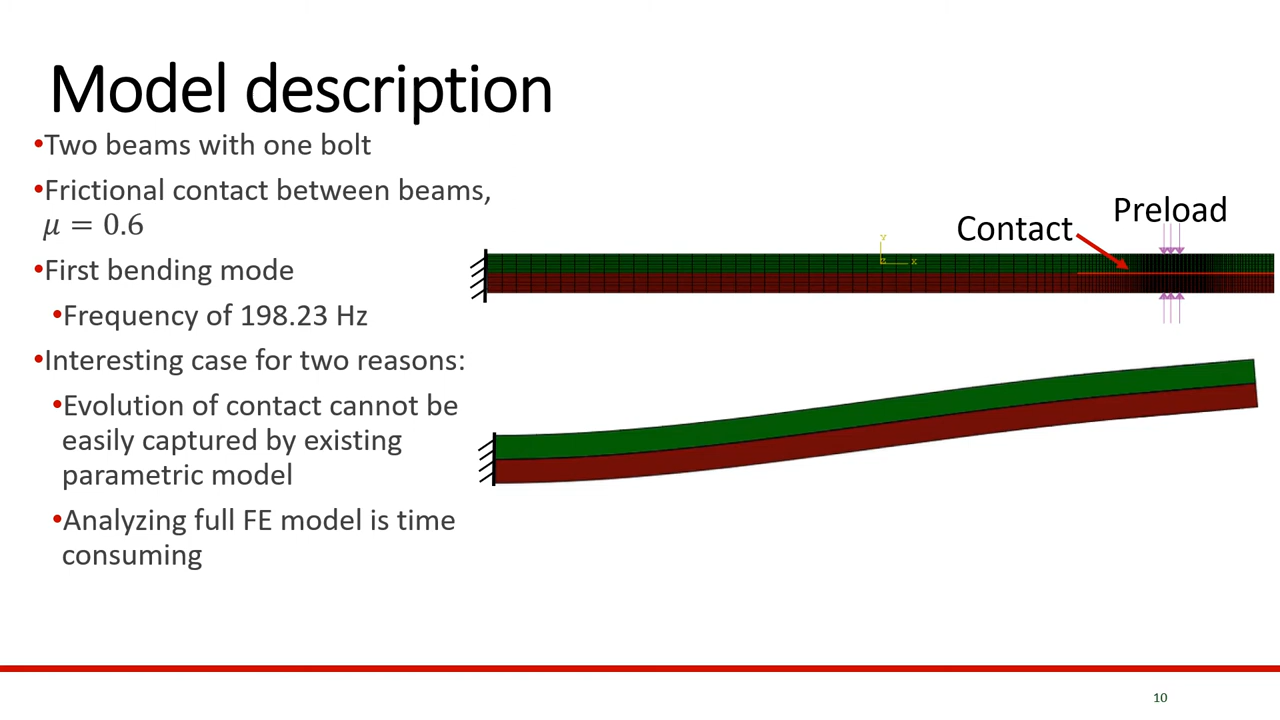 Model description
•Two beams with one bolt
•Frictional contact between beams,
μ = 0.6
•First bending mode
•Frequency of 198.23 Hz
•Interesting case for two reasons:
•Evolution of contact cannot be
easily captured by existing
parametric model
•Analyzing full FE model is time
consuming
Preload
Contact
Y
Z
X
10